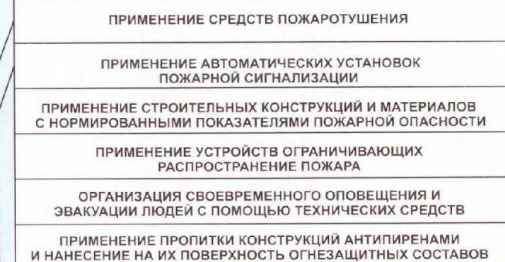 ПРИМЕНЕНИЕ СРЕДСТВ ПОЖАРОТУШЕНИЯ
ПРИМЕНЕНИЕ АВТОМАТИЧЕСКИХ УСТАНОВОК
ПОЖАРНОЙ СИГНАЛИЗАЦИИ
ПРИМЕНЕНИЕ СТРОИТЕЛЬНЫХ КОНСТРУКЦИЙ И МАТЕРИАЛОВ
С НОРМИРОВАННЫМИ ПОКАЗАТЕЛЯМИ ПОЖАРНОЙ ОПАСНОСТИ
ПРИМЕНЕНИЕ УСТРОЙСТВ ОГРАНИЧИВАЮЩИХ
РАСПРОСТРАНЕНИЕ ПОЖАРА
ОРГАНИЗАЦИЯ СВОЕВРЕМЕННОГО ОПОВЕЩЕНИЯ И
ЭВАКУАЦИИ ЛЮДЕЙ С ПОМОЩЬЮ ТЕХНИЧЕСКИХ СРЕДСТВ
ПРИМЕНЕНИЕ ПРОПИТКИ КОНСТРУКЦИЙ АНТИПИРЕНАМИ
И НАНЕСЕНИЕ НА ИХ ПОВЕРХНОСТЬ ОГНЕЗАЩИТНЫХ СОСТАВОВ